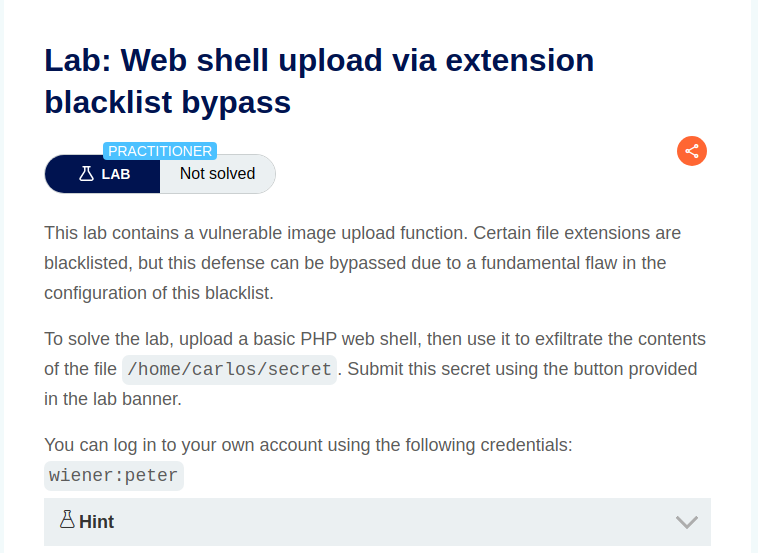 Lab: Web shell upload via extension
blacklist bypass
PRACTITIONER
LAB Not solved
This lab contains a vulnerable image upload function. Certain file extensions are
blacklisted, but this defense can be bypassed due to a fundamental flaw in the
configuration of this blacklist.
To solve the lab, upload a basic PHP web shell, then use it to exfiltrate the contents
of the file /home/carlos/secret. Submit this secret using the button provided
in the lab banner.
You can log in to your own account using the following credentials:
wiener:peter
Hint